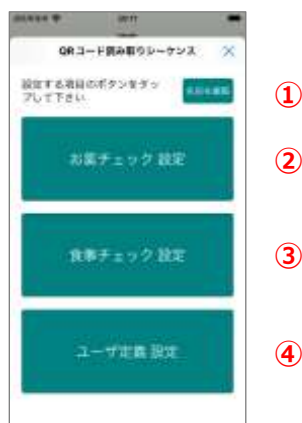 QRコード読み取りシーケンス ×
設定する項目のボタンをタッ
プして下さい
①
お薬チェック 設定
②
食事チェック 設定
③
ユーザ定義 設定
④